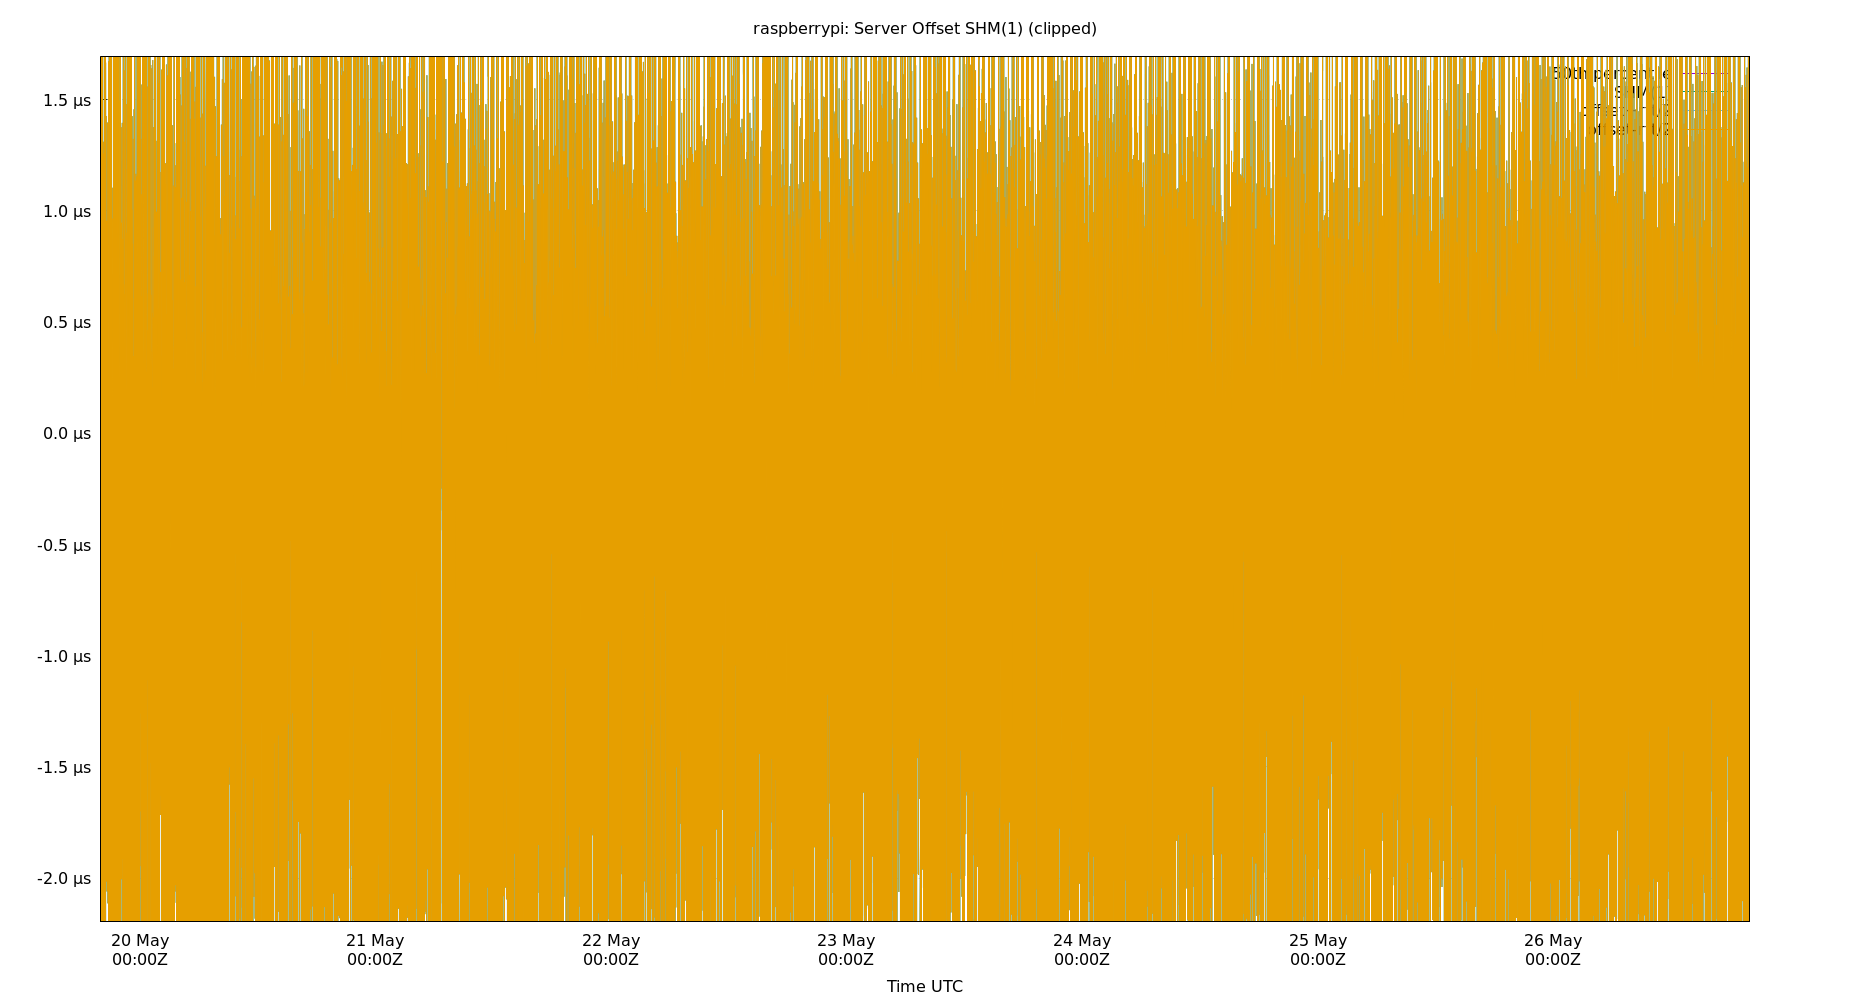 raspberrypi: Server Offset SHM(1) (clipped)
1.5 µs
1.0 µs
0.5 µs
0.0 µs
-0.5 µs
-1.0 µs
-1.5 µs
-2.0 µs
20 May 21 May 22 May 23 May 24 May 25 May 26 May
00:00Z 00:00Z 00:00Z 00:00Z 00:00Z 00:00Z 00:00Z
Time UTC